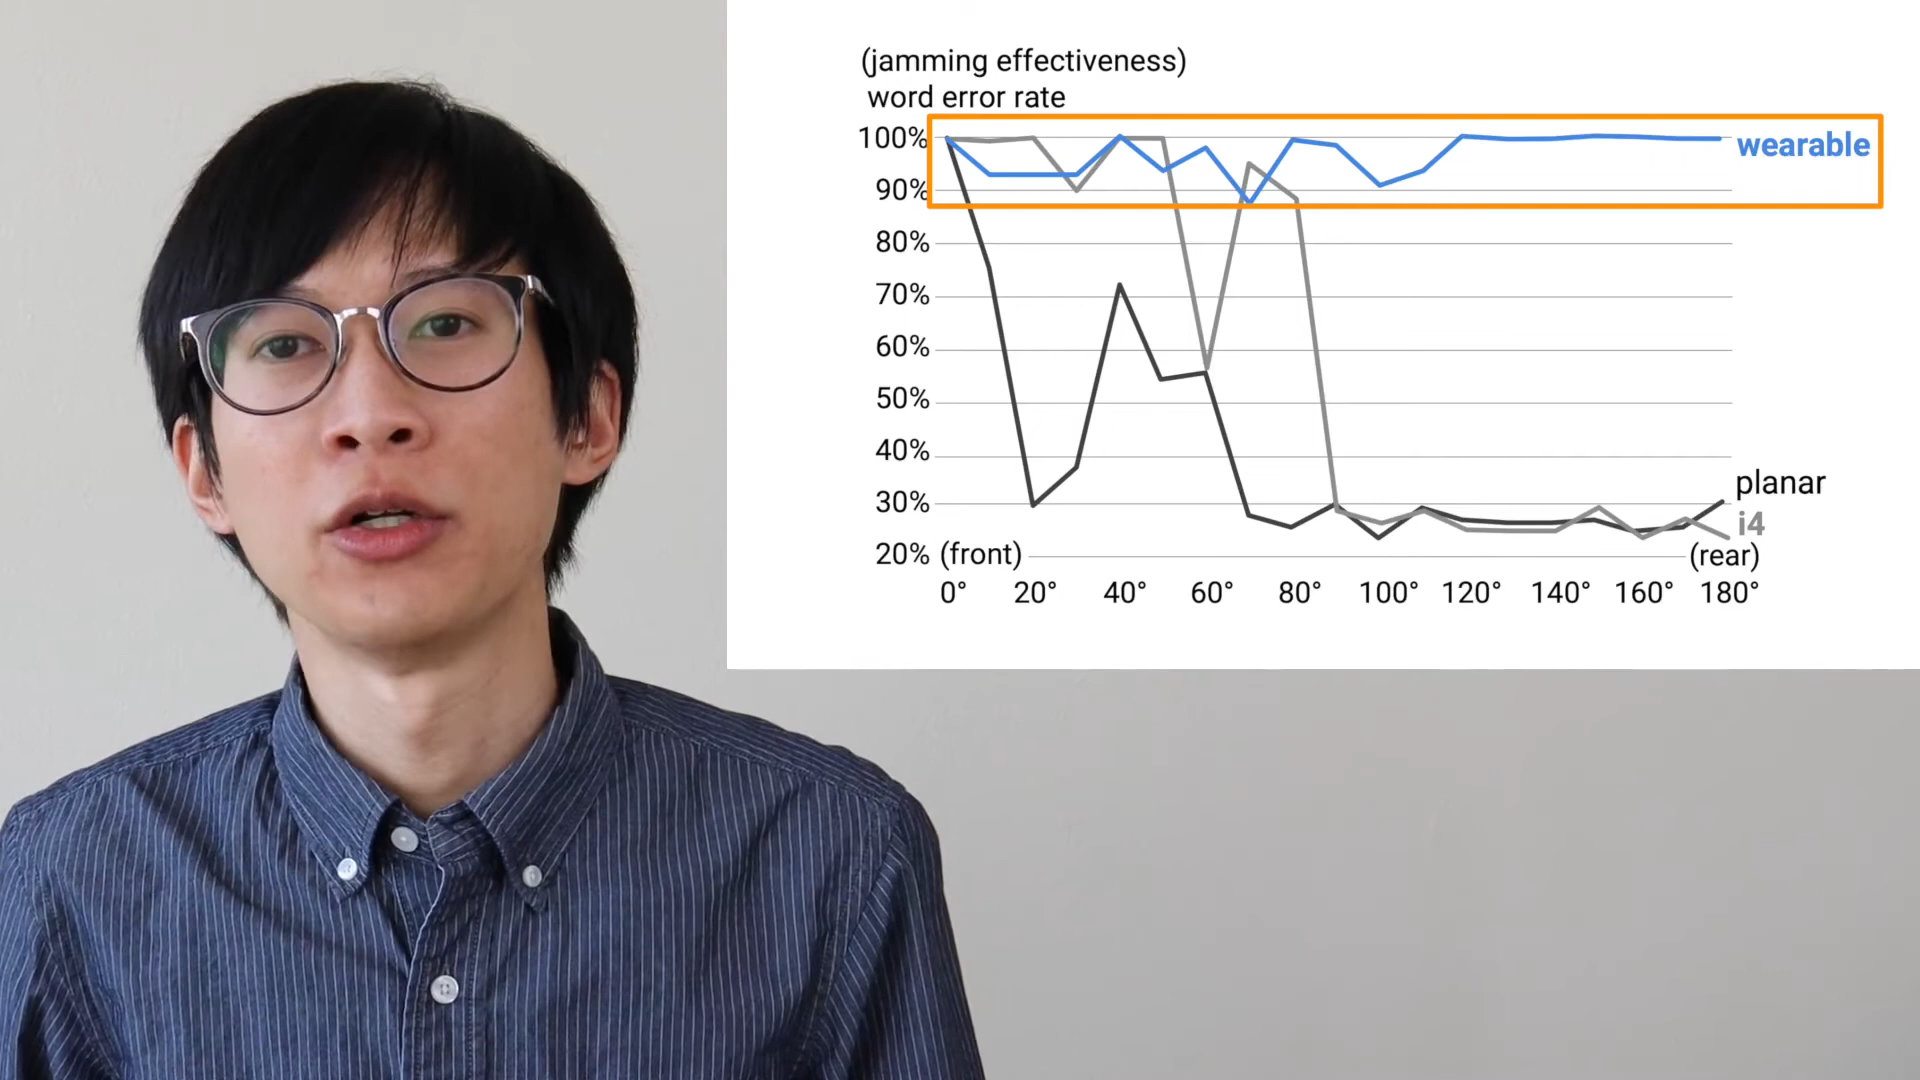 (jamming effectiveness)
word error rate
100%
wearable
90%
80%
70%
60%
50%
40%
planar
30%
i4
20% (front)
(rear)
0° 20° 40° 60° 80° 100° 120° 140° 160° 180°